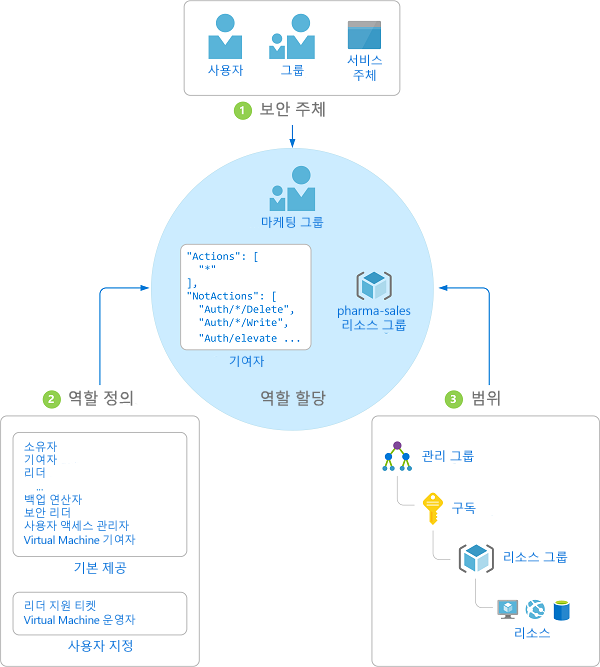 사용자
그룹
서비스
주체
1 보안 주체
마케팅 그룹
"Actions": [
"*"
],
"NotActions": [
"Auth/*/Delete",
"Auth/*/Write",
"Auth/elevate ...
기여자
pharma-sales
리소스 그룹
역할 할당
2 역할 정의
소유자
기여자
리더
...
백업 연산자
보안 리더
사용자 액세스 관리자
Virtual Machine 기여자
기본 제공
리더 지원 티켓
Virtual Machine 운영자
사용자 지정
3 범위
관리 그룹
구독
리소스 그룹
리소스